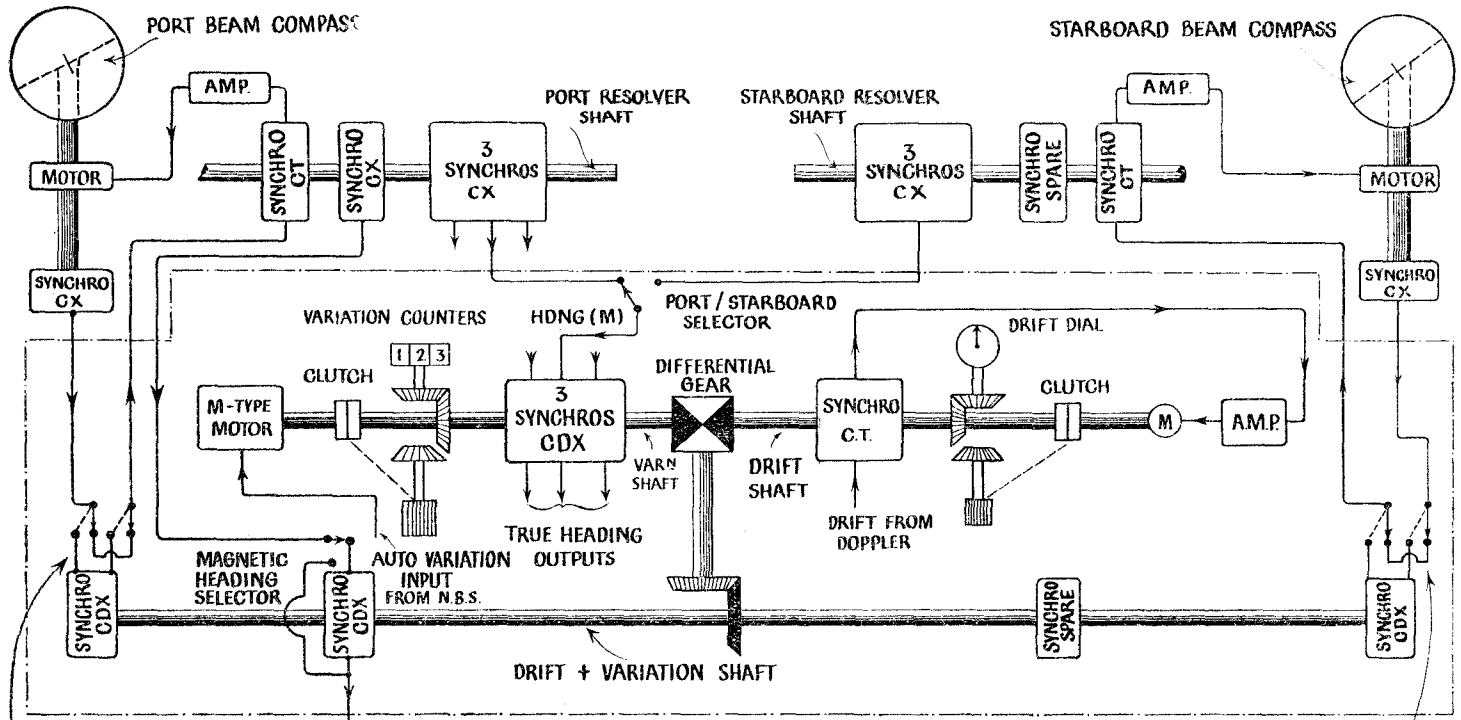 PORT BEAM COMPASS
STARBOARD BEAM COMPASS
AMP.
AMP.
PORT RESOLVER
SHAFT
STARBOARD RESOLVER
SHAFT
MOTOR
SYNCHRO
CT
SYNCHRO
CX
3
SYNCHROS
CX
3
SYNCHROS
CX
SYNCHRO
SPARE
SYNCHRO
CT
MOTOR
SYNCHRO
CX
SYNCHRO
CX
VARIATION COUNTERS
HDNG (M)
PORT / STARBOARD
SELECTOR
DRIFT DIAL
1 2 3
CLUTCH
DIFFERENTIAL
GEAR
CLUTCH
M-TYPE
MOTOR
3
SYNCHROS
CDX
SYNCHRO
C.T.
M
A.M.P.
VARN
SHAFT
DRIFT
SHAFT
TRUE HEADING
OUTPUTS
DRIFT FROM
DOPPLER
MAGNETIC
HEADING
SELECTOR
AUTO VARIATION
INPUT
FROM N.B.S.
SYNCHRO
CDX
SYNCHRO
CDX
SYNCHRO
SPARE
SYNCHRO
CDX
DRIFT + VARIATION SHAFT